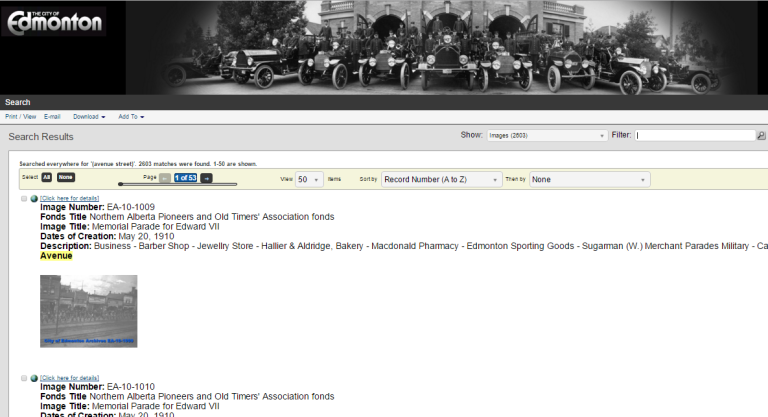 THE CITY OF
Edmonton
Search
Print / View E-mail Download Add To
Search Results
Show: Images (2603) Filter:
Searched everywhere for '{avenue street}'. 2603 matches were found. 1-50 are shown.
Select All None Page 1 of 53 View 50 items Sort by Record Number (A to Z) Then by None
[Click here for details]
Image Number: EA-10-1009
Fonds Title Northern Alberta Pioneers and Old Timers' Association fonds
Image Title: Memorial Parade for Edward VII
Dates of Creation: May 20, 1910
Description: Business - Barber Shop - Jewellry Store - Hallier & Aldridge, Bakery - Macdonald Pharmacy - Edmonton Sporting Goods - Sugarman (W.) Merchant Parades Military - Ca
Avenue
City of Edmonton Archives EA-10-1009
[Click here for details]
Image Number: EA-10-1010
Fonds Title Northern Alberta Pioneers and Old Timers' Association fonds
Image Title: Memorial Parade for Edward VII
Dates of Creation: May 20, 1910